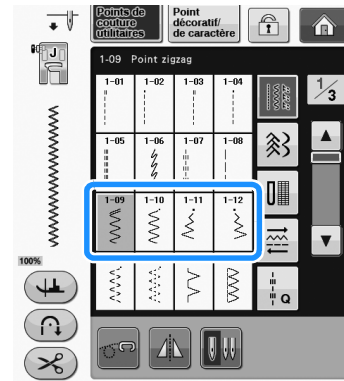 Points de couture utilitaires
Point décoratif/ de caractère
J
1-09 Point zigzag
1-01 1-02 1-03 1-04
1/3
1-05 1-06 1-07 1-08
1-09 1-10 1-11 1-12
100%
Q